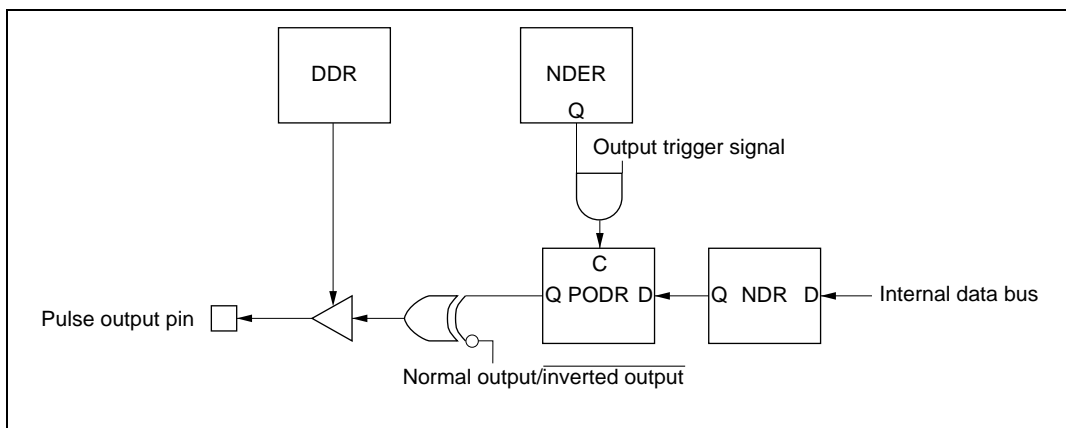 DDR
NDER
Q
Output trigger signal
C
Q PODR D
Q NDR D
Internal data bus
Pulse output pin
Normal output/inverted output